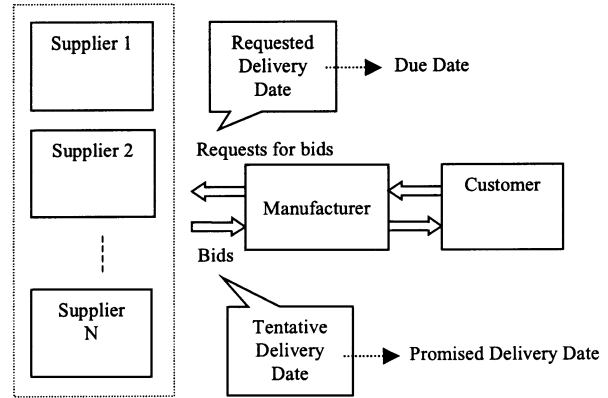 Supplier 1
Supplier 2
Supplier
N
Requested
Delivery
Date
Due Date
Requests for bids
Manufacturer
Customer
Bids
Tentative
Delivery
Date
Promised Delivery Date